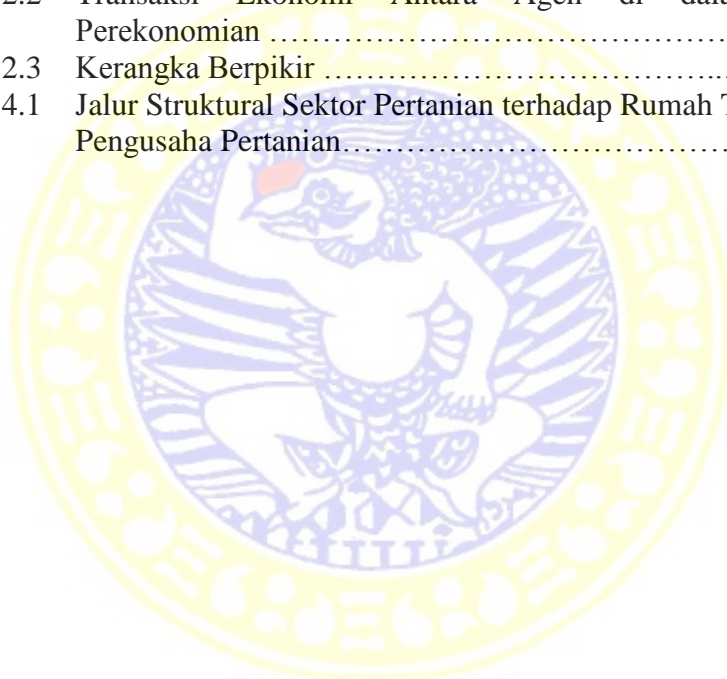 2.2 Transaksi Ekonomi Antara Agen di dalam
Perekonomian ……………………………………
2.3 Kerangka Berpikir …………………………………...
4.1 Jalur Struktural Sektor Pertanian terhadap Rumah T
Pengusaha Pertanian…………..……………………